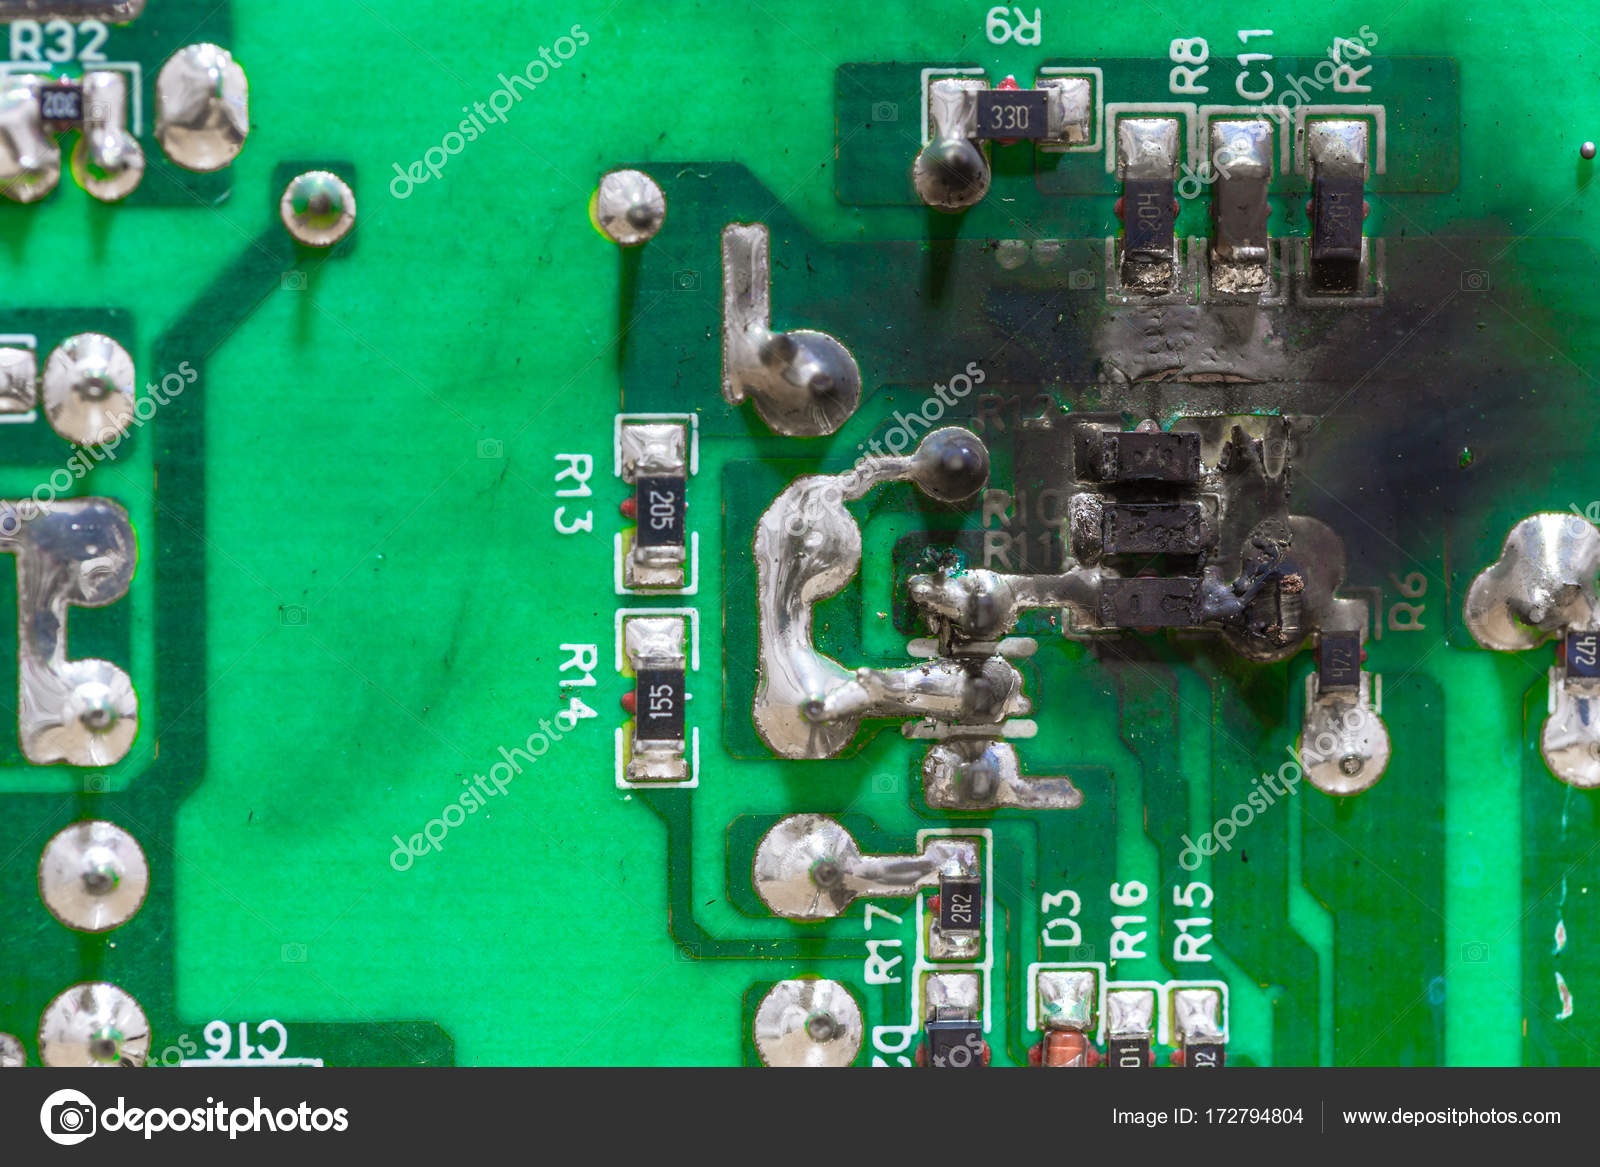 R32
202
R9
330
R8
C11
R7
204
204
depositphotos
depositphotos
depositphotos
depositphotos
R12
R13
205
R10
R11
R6
472
472
R14
155
depositphotos
depositphotos
2R2
R17
D3
R16
R15
C16
depositphotos
Image ID: 172794804
www.depositphotos.com